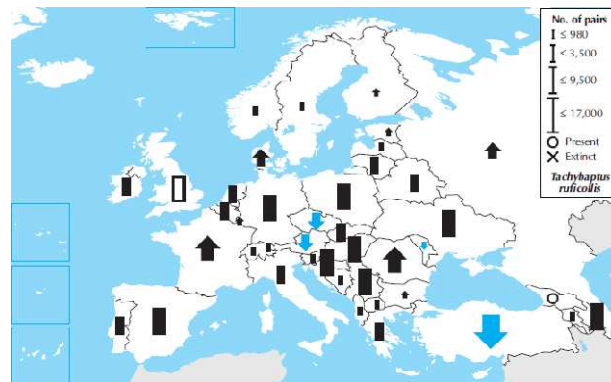 No. of pairs
≤ 980
≤ 3,500
≤ 9,500
≤ 17,000
Present
Extinct
Tachybaptus
ruficollis